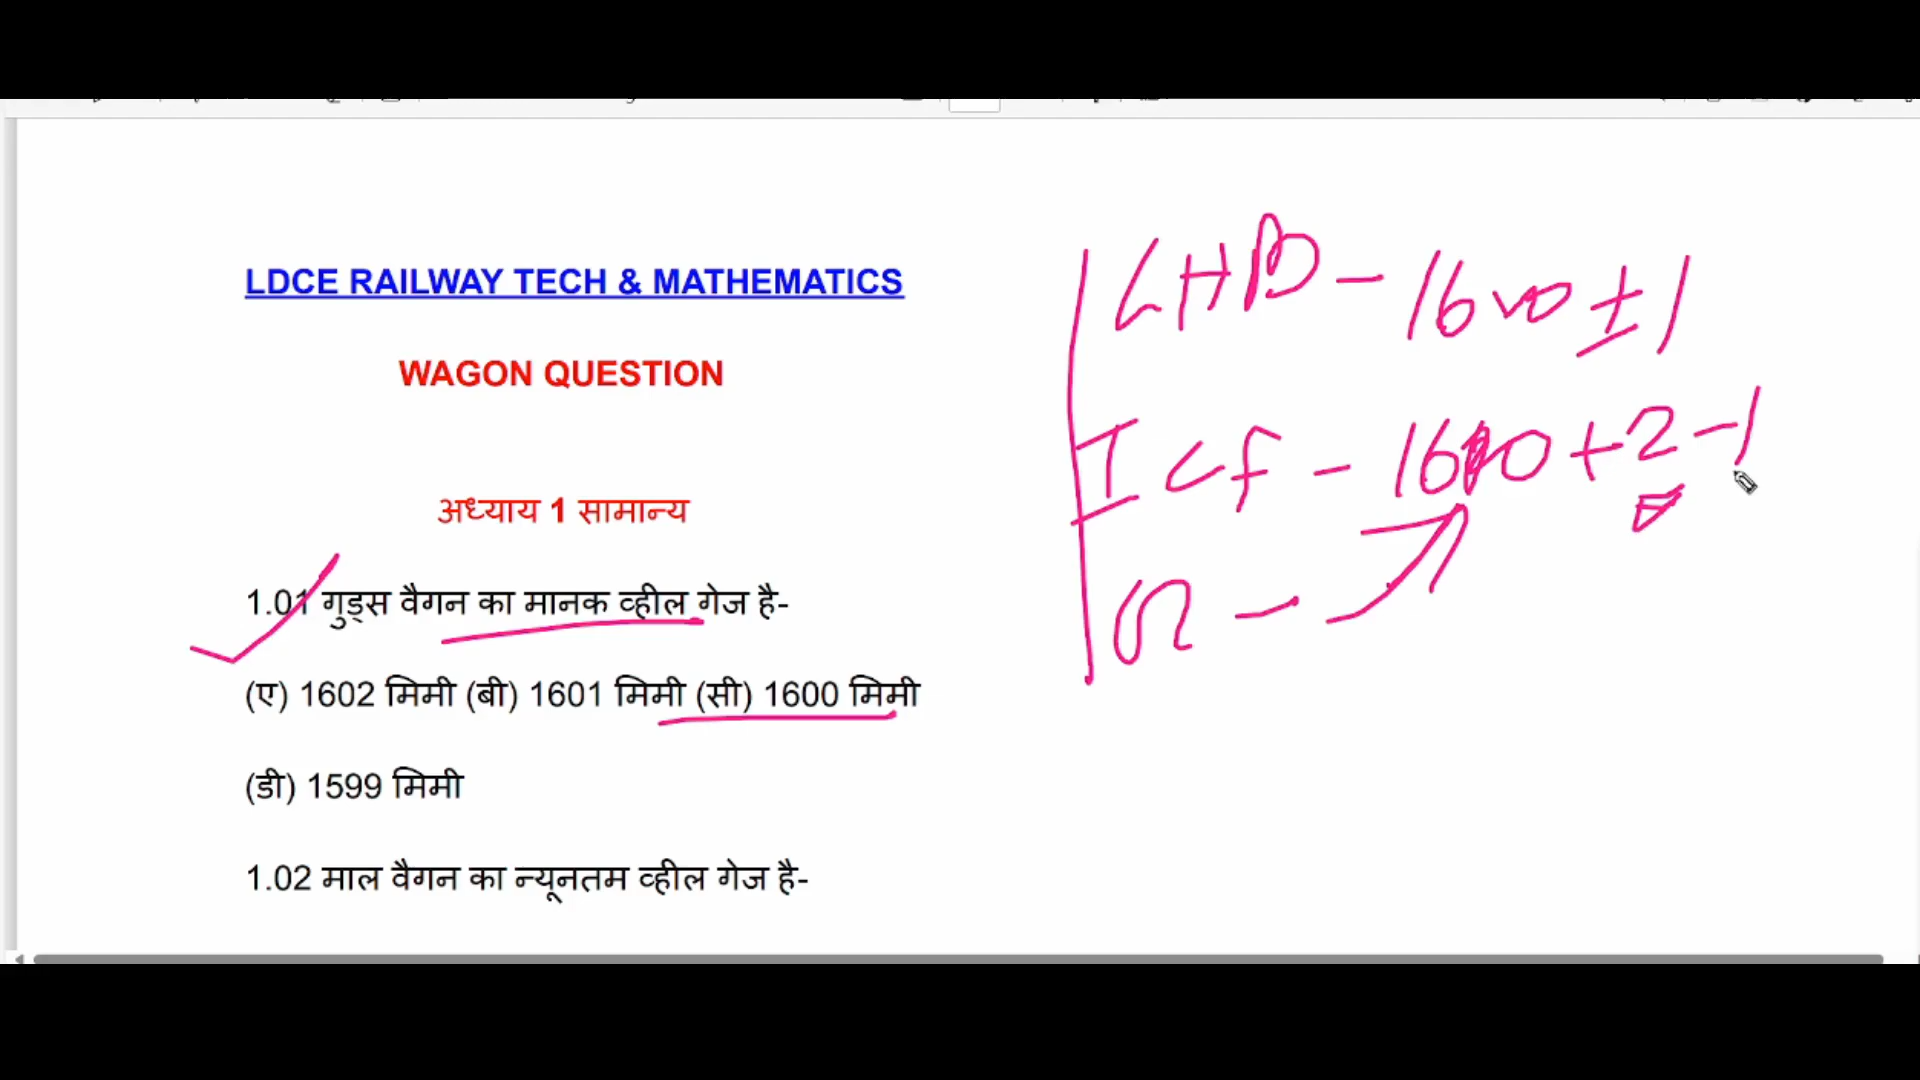 LDCE RAILWAY TECH & MATHEMATICS
WAGON QUESTION
अध्याय 1 सामान्य
1.01 गुड्स वैगन का मानक व्हील गेज है-
(ए) 1602 मिमी (बी) 1601 मिमी (सी) 1600 मिमी
(डी) 1599 मिमी
1.02 माल वैगन का न्यूनतम व्हील गेज है-
LHB - 1600 ± 1
ICF - 1600 + 2 - 1